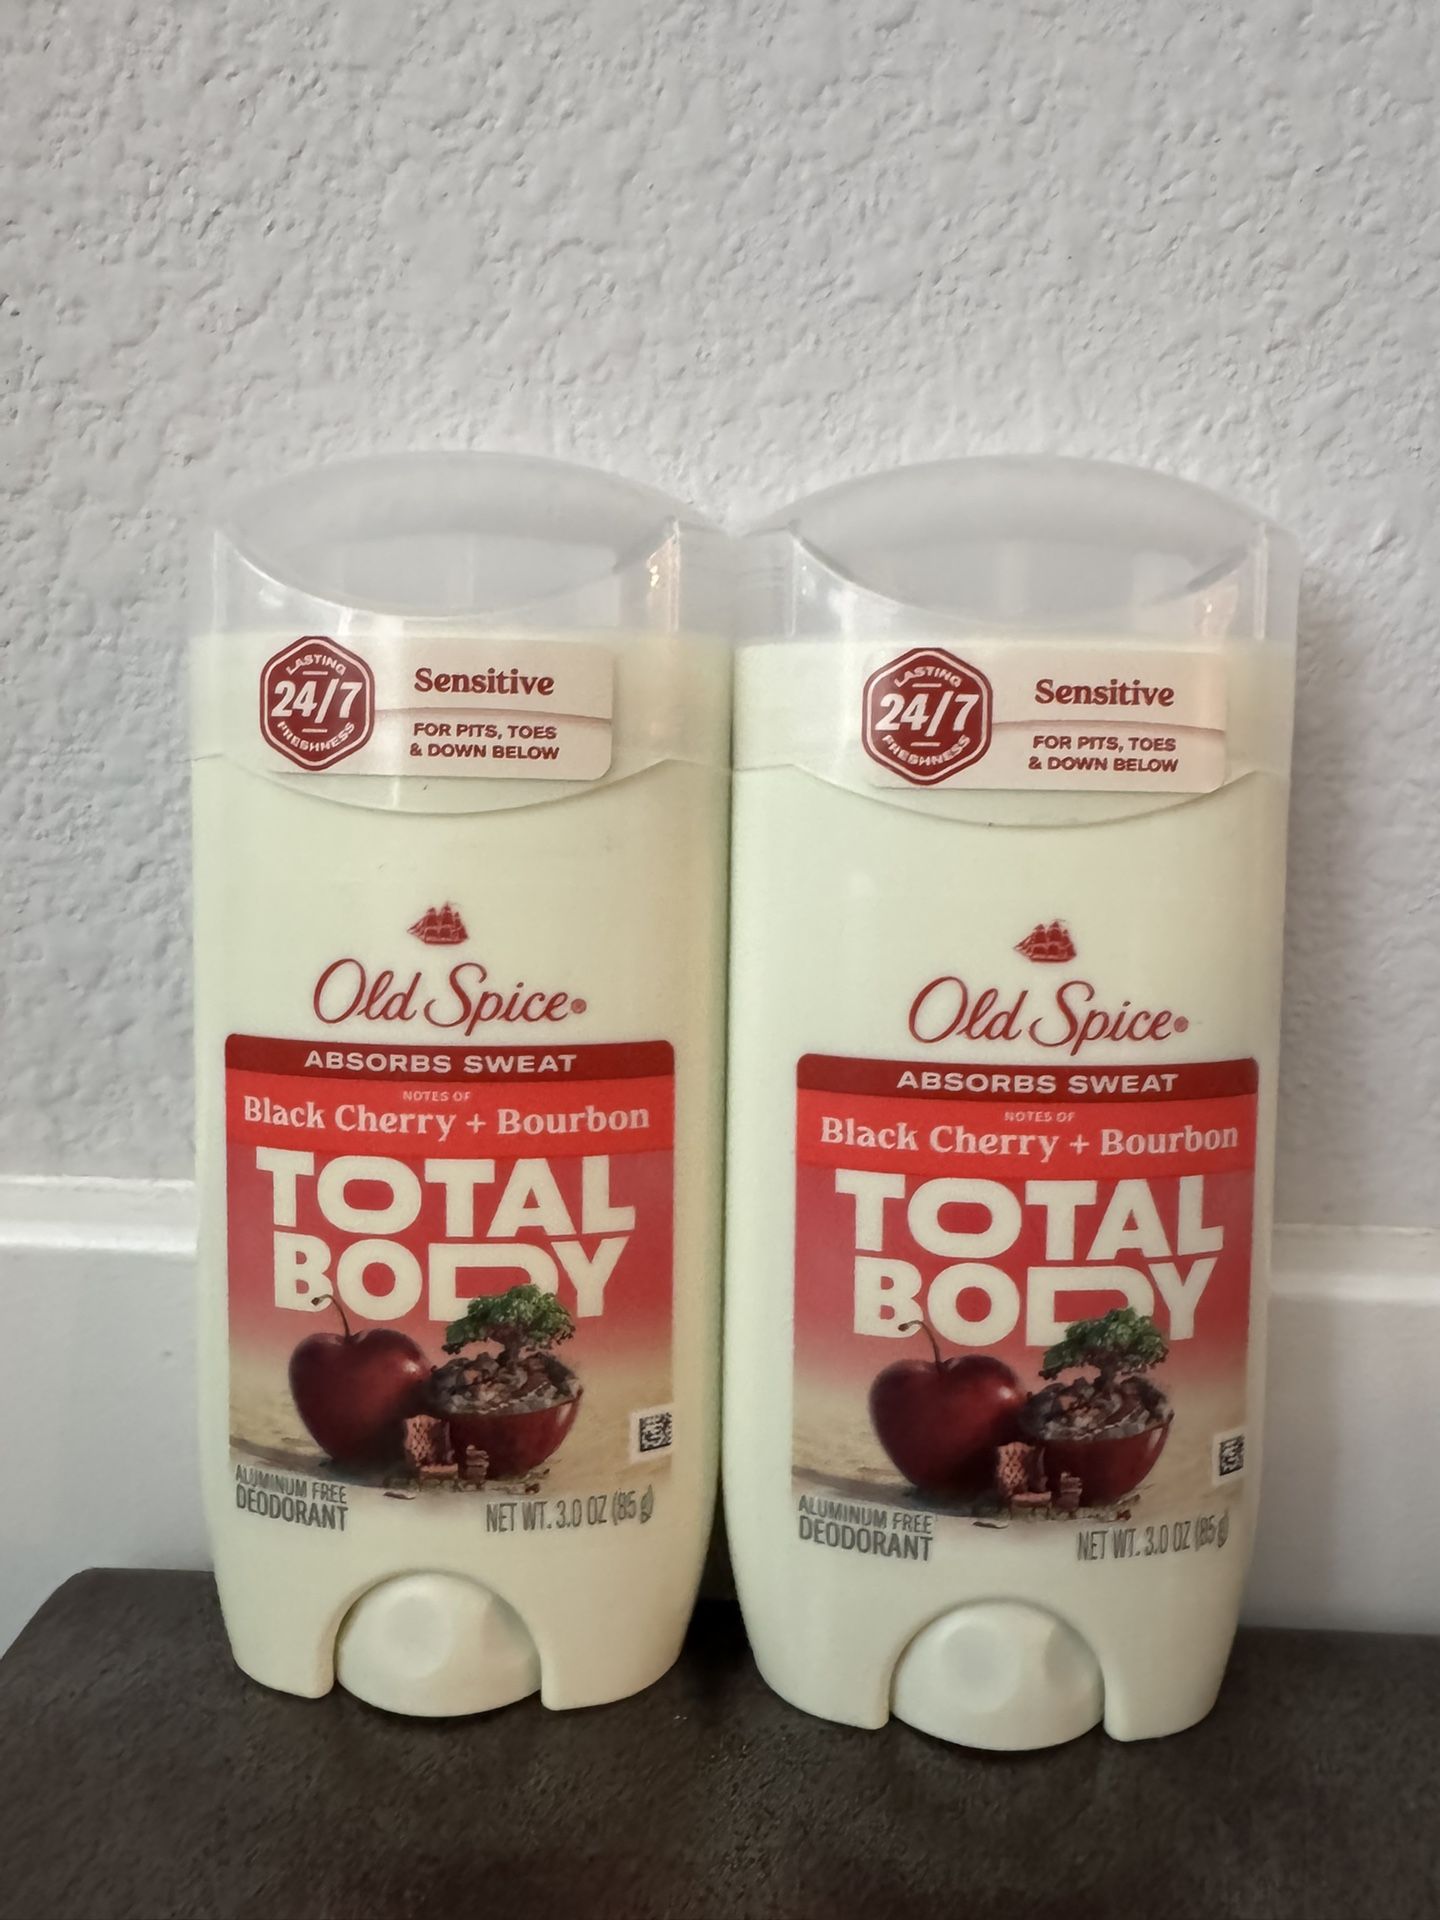 LASTING
24/7
FRESHNESS
Sensitive
FOR PITS, TOES
& DOWN BELOW
Old Spice
ABSORBS SWEAT
NOTES OF
Black Cherry + Bourbon
TOTAL
BODY
ALUMINUM FREE
DEODORANT
NET WT. 3.0 OZ (85 g)
LASTING
24/7
FRESHNESS
Sensitive
FOR PITS, TOES
& DOWN BELOW
Old Spice
ABSORBS SWEAT
NOTES OF
Black Cherry + Bourbon
TOTAL
BODY
ALUMINUM FREE
DEODORANT
NET WT. 3.0 OZ (85 g)